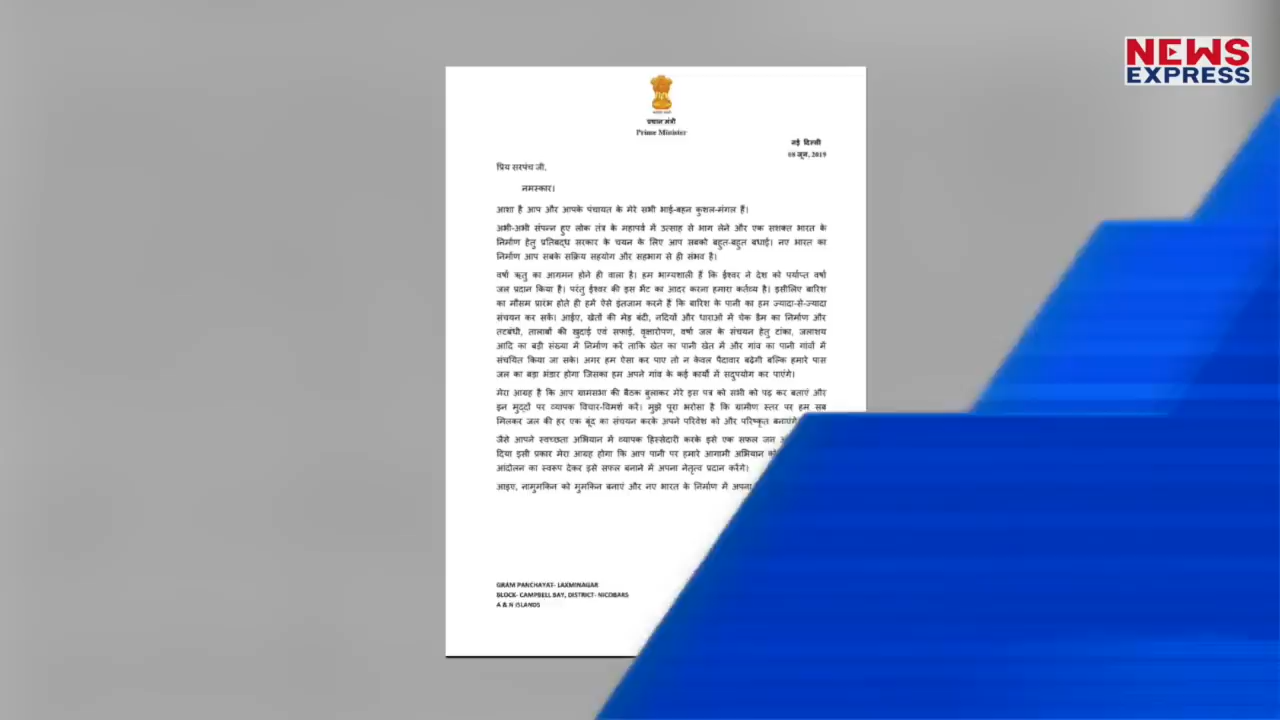 NEWS
EXPRESS
प्रधान मंत्री
Prime Minister
नई दिल्ली
08 जून, 2019
प्रिय सरपंच जी,
नमस्कार।
आशा है आप और आपके पंचायत के मेरे सभी भाई-बहन कुशल-मंगल हैं।
अभी-अभी संपन्न हुए लोक तंत्र के महापर्व में उत्साह से भाग लेने और एक सशक्त भारत के
निर्माण हेतु प्रतिबद्ध सरकार के चयन के लिए आप सबको बहुत-बहुत बधाई। नए भारत का
निर्माण आप सबके सक्रिय सहयोग और सहभाग से ही संभव है।
वर्षा ऋतु का आगमन होने ही वाला है। हम भाग्यशाली हैं कि ईश्वर ने देश को पर्याप्त वर्षा
जल प्रदान किया है। परंतु ईश्वर की इस भेंट का आदर करना हमारा कर्तव्य है। इसीलिए बारिश
का मौसम प्रारंभ होते ही हमें ऐसे इंतजाम करने हैं कि बारिश के पानी का हम ज्यादा-से-ज्यादा
संचयन कर सकें। आईए, खेतों की मेड़ बंदी, नदियों और धाराओं में चेक डैम का निर्माण और
तटबंधी, तालाबों की खुदाई एवं सफाई, वृक्षारोपण, वर्षा जल के संचयन हेतु टांका, जलाशय
आदि का बड़ी संख्या में निर्माण करें ताकि खेत का पानी खेत में और गांव का पानी गांवों में
संचयित किया जा सके। अगर हम ऐसा कर पाए तो न केवल पैदावार बढ़ेगी बल्कि हमारे पास
जल का बड़ा भंडार होगा जिसका हम अपने गांव के कई कार्यों में सदुपयोग कर पाएंगे।
मेरा आग्रह है कि आप ग्रामसभा की बैठक बुलाकर मेरे इस पत्र को सभी को पढ़ कर बताएं और
इन मुद्दों पर व्यापक विचार-विमर्श करें। मुझे पूरा भरोसा है कि ग्रामीण स्तर पर हम सब
मिलकर जल की हर एक बूंद का संचयन करके अपने परिवेश को और परिष्कृत बनाएंगे
जैसे आपने स्वच्छता अभियान में व्यापक हिस्सेदारी करके इसे एक सफल जन
दिया इसी प्रकार मेरा आग्रह होगा कि आप पानी पर हमारे आगामी अभियान को
आंदोलन का स्वरूप देकर इसे सफल बनाने में अपना नेतृत्व प्रदान करेंगे।
आइए, नामुमकिन को मुमकिन बनाएं और नए भारत के निर्माण में अपना
GRAM PANCHAYAT- LAXMINAGAR
BLOCK- CAMPBELL BAY, DISTRICT- NICOBARS
A & N ISLANDS